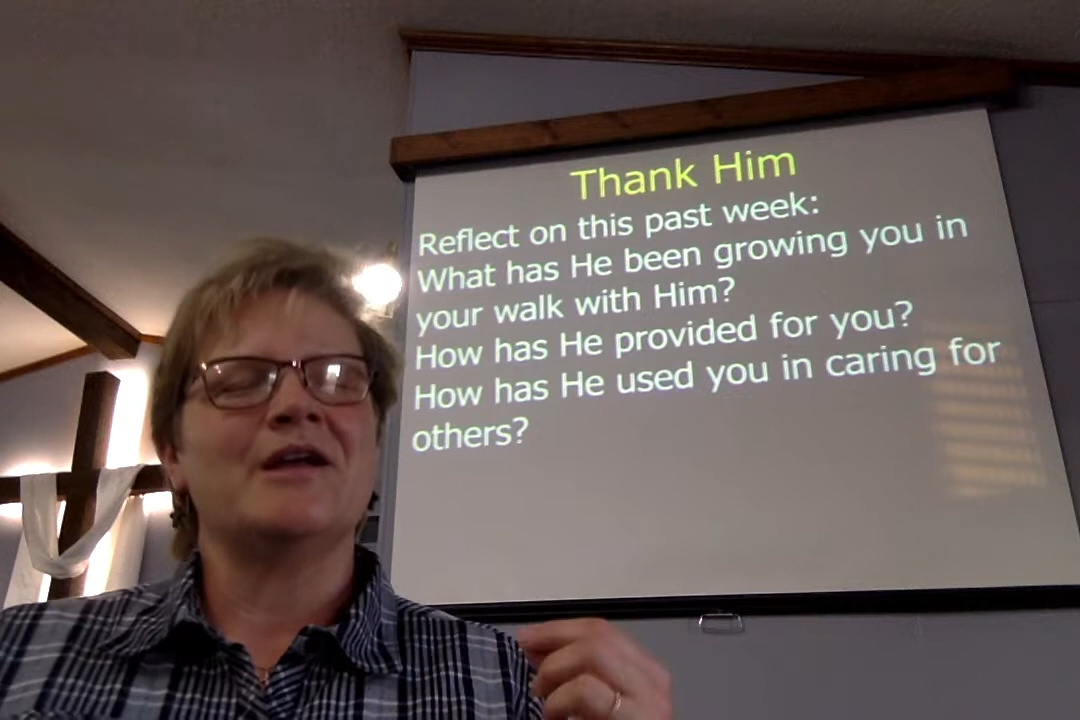 Thank Him
Reflect on this past week:
What has He been growing you in
your walk with Him?
How has He provided for you?
How has He used you in caring for
others?